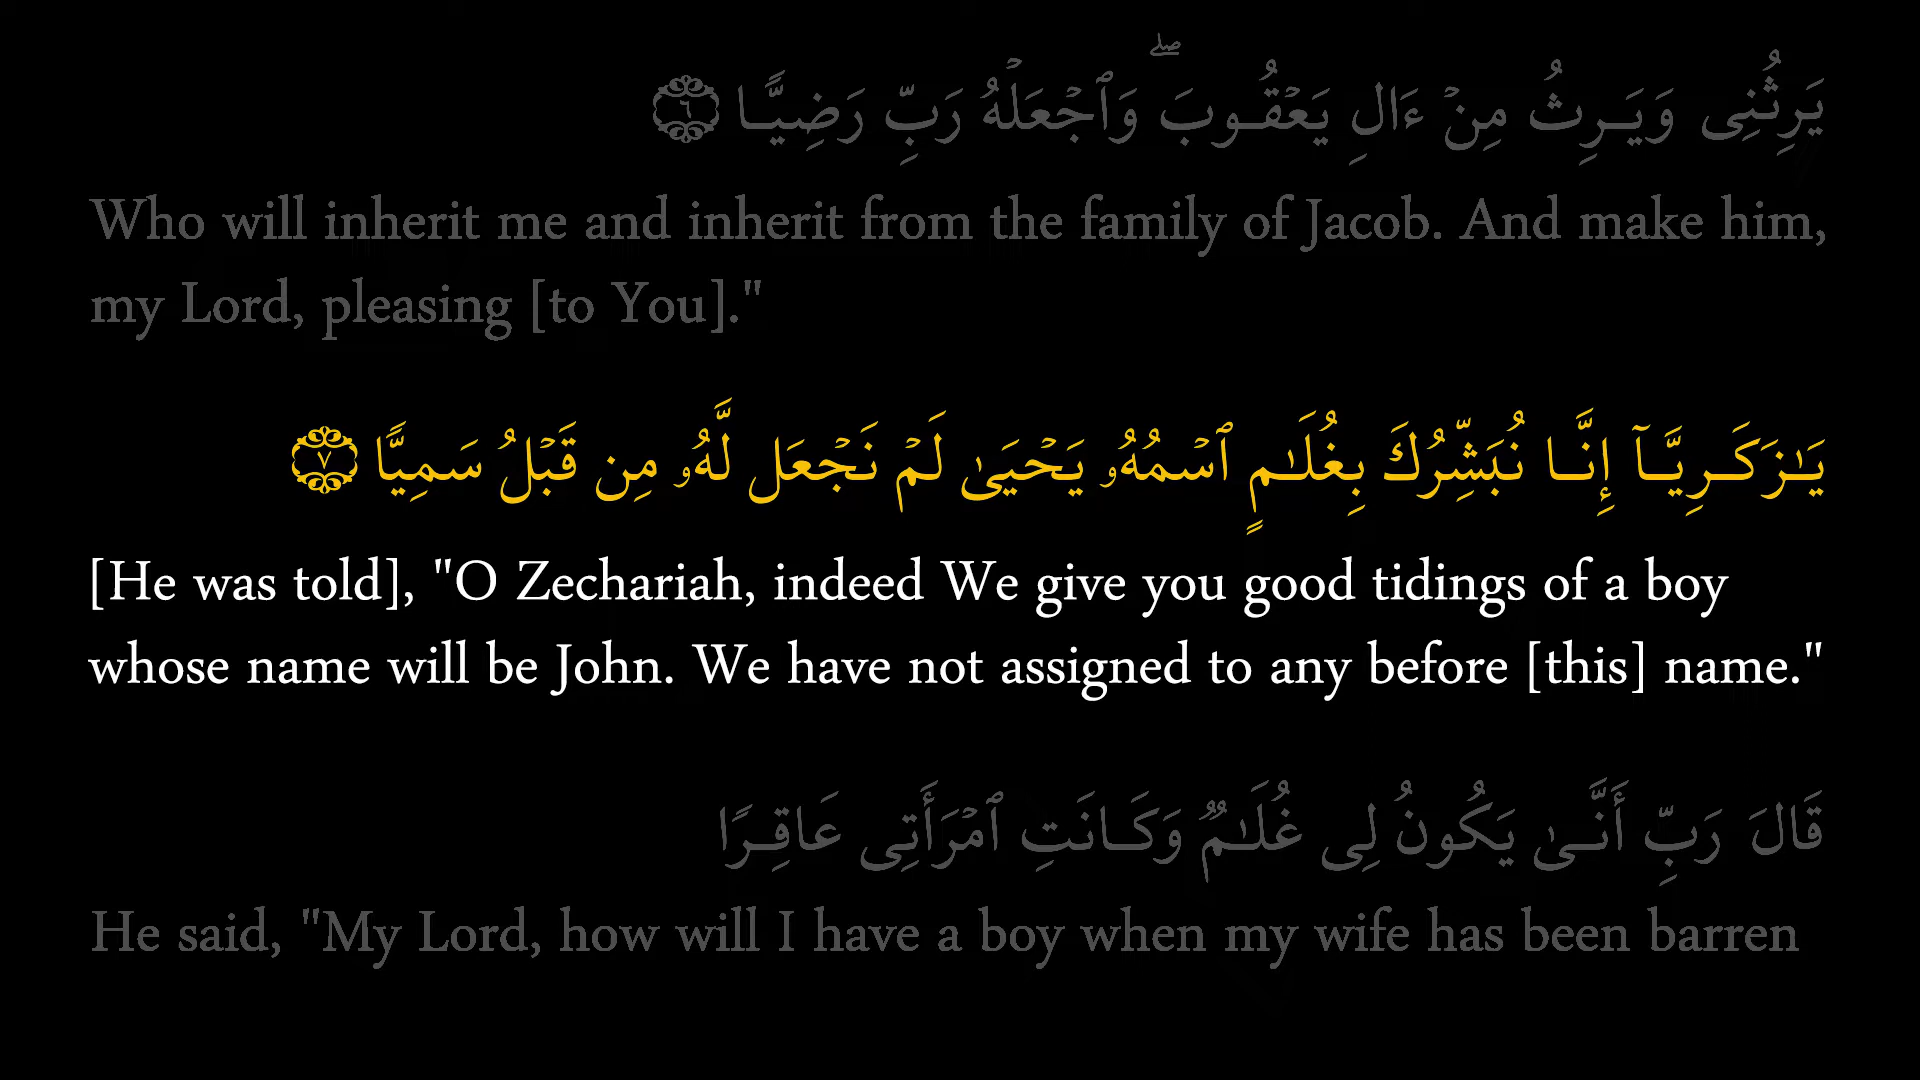 يَرِثُنِى وَيَرِثُ مِنْ ءَالِ يَعْقُوبَ ۖ وَٱجْعَلْهُ رَبِّ رَضِيًّا ٦
Who will inherit me and inherit from the family of Jacob. And make him,
my Lord, pleasing [to You]."
يَـٰزَكَرِيَّآ إِنَّا نُبَشِّرُكَ بِغُلَـٰمٍ ٱسْمُهُۥ يَحْيَىٰ لَمْ نَجْعَل لَّهُۥ مِن قَبْلُ سَمِيًّا ٧
[He was told], "O Zechariah, indeed We give you good tidings of a boy
whose name will be John. We have not assigned to any before [this] name."
قَالَ رَبِّ أَنَّىٰ يَكُونُ لِى غُلَـٰمٌ وَكَانَتِ ٱمْرَأَتِى عَاقِرًا
He said, "My Lord, how will I have a boy when my wife has been barren